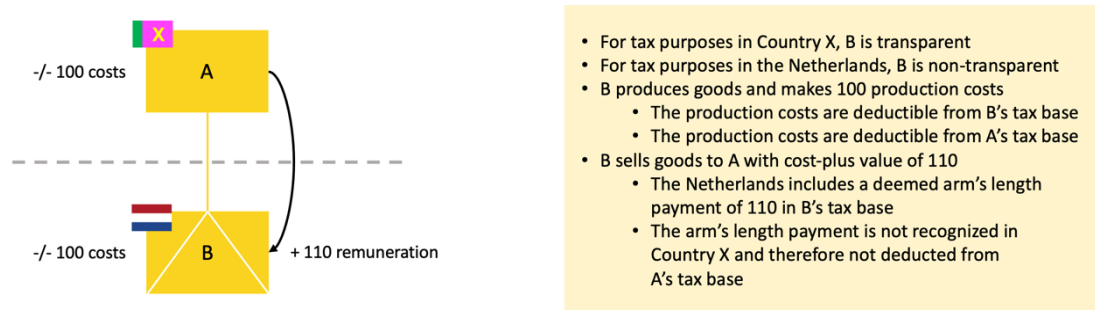 X
A
-/- 100 costs
B
-/- 100 costs
+ 110 remuneration
• For tax purposes in Country X, B is transparent
• For tax purposes in the Netherlands, B is non-transparent
• B produces goods and makes 100 production costs
• The production costs are deductible from B’s tax base
• The production costs are deductible from A’s tax base
• B sells goods to A with cost-plus value of 110
• The Netherlands includes a deemed arm’s length
payment of 110 in B’s tax base
• The arm’s length payment is not recognized in
Country X and therefore not deducted from
A’s tax base